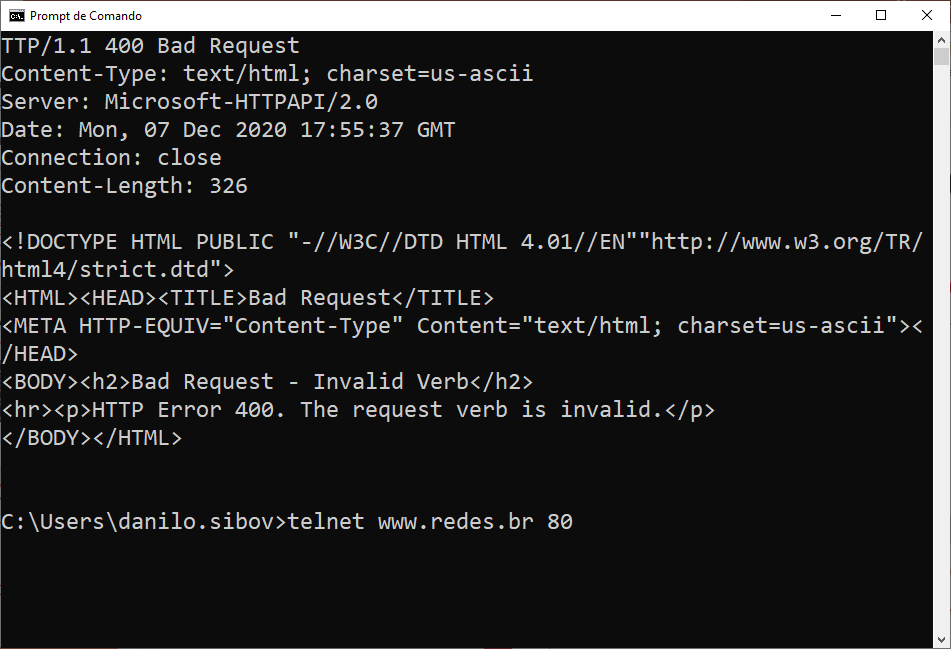 Prompt de Comando
TTP/1.1 400 Bad Request
Content-Type: text/html; charset=us-ascii
Server: Microsoft-HTTPAPI/2.0
Date: Mon, 07 Dec 2020 17:55:37 GMT
Connection: close
Content-Length: 326
<!DOCTYPE HTML PUBLIC "-//W3C//DTD HTML 4.01//EN""http://www.w3.org/TR/
html4/strict.dtd">
<HTML><HEAD><TITLE>Bad Request</TITLE>
<META HTTP-EQUIV="Content-Type" Content="text/html; charset=us-ascii"><
/HEAD>
<BODY><h2>Bad Request - Invalid Verb</h2>
<hr><p>HTTP Error 400. The request verb is invalid.</p>
</BODY></HTML>
C:\Users\danilo.sibov>telnet www.redes.br 80